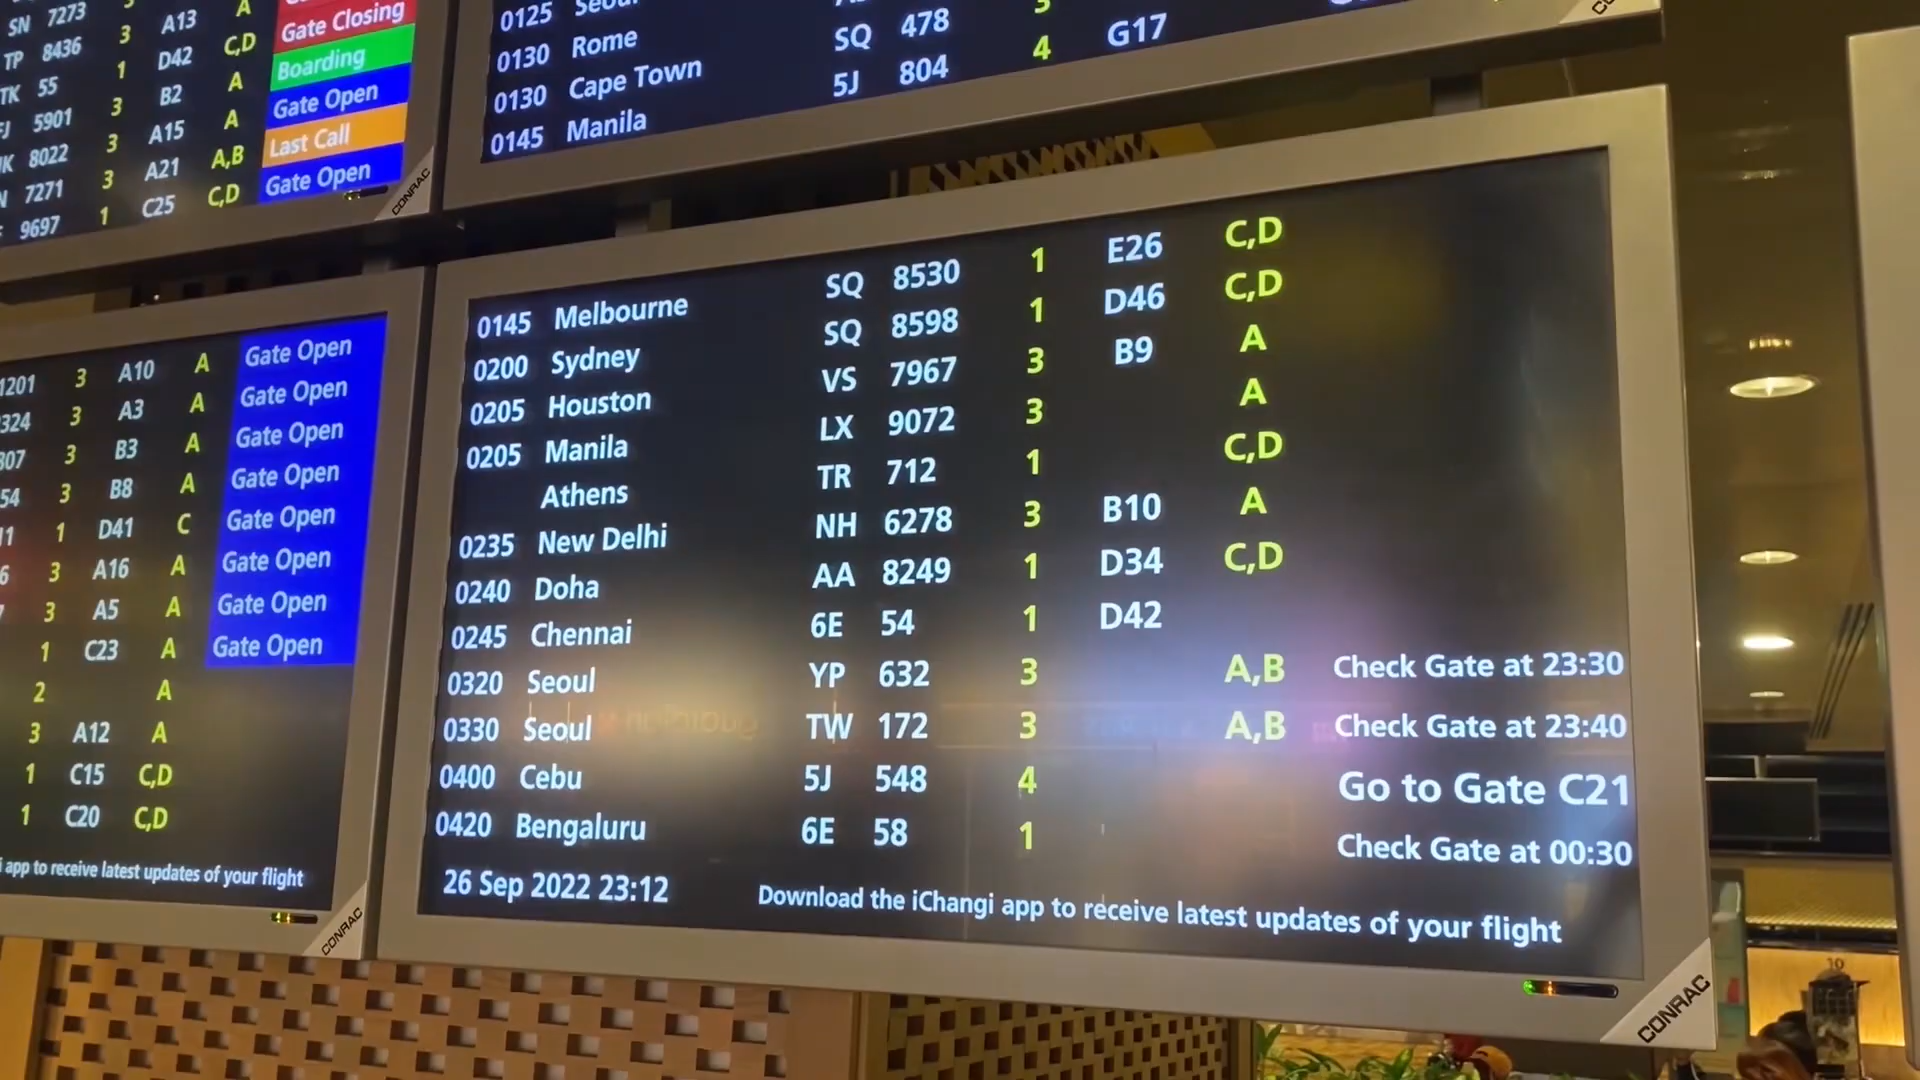 SN 7273
TP 8436 3 A13 A
TK 55 1 D42 C,D Gate Closing
5901 3 B2 A Boarding
8022 3 A15 A Gate Open
7271 3 A21 A,B Last Call
9697 1 C25 C,D Gate Open
CONRAC
0125 Seoul
0130 Rome
0130 Cape Town SQ 478 3
0145 Manila 5J 804 4 G17
1201 3 A10 A Gate Open
324 3 A3 A Gate Open
307 3 B3 A Gate Open
54 3 B8 A Gate Open
1 D41 C Gate Open
6 3 A16 A Gate Open
3 A5 A Gate Open
1 C23 A Gate Open
2 A
3 A12 A
1 C15 C,D
1 C20 C,D
app to receive latest updates of your flight
CONRAC
0145 Melbourne SQ 8530 1 E26 C,D
0200 Sydney SQ 8598 1 D46 C,D
0205 Houston VS 7967 3 B9 A
0205 Manila LX 9072 3 A
Athens TR 712 1 C,D
0235 New Delhi NH 6278 3 B10 A
0240 Doha AA 8249 1 D34 C,D
0245 Chennai 6E 54 1 D42
0320 Seoul YP 632 3 A,B Check Gate at 23:30
0330 Seoul TW 172 3 A,B Check Gate at 23:40
0400 Cebu 5J 548 4 Go to Gate C21
0420 Bengaluru 6E 58 1 Check Gate at 00:30
26 Sep 2022 23:12 Download the iChangi app to receive latest updates of your flight
CONRAC
10